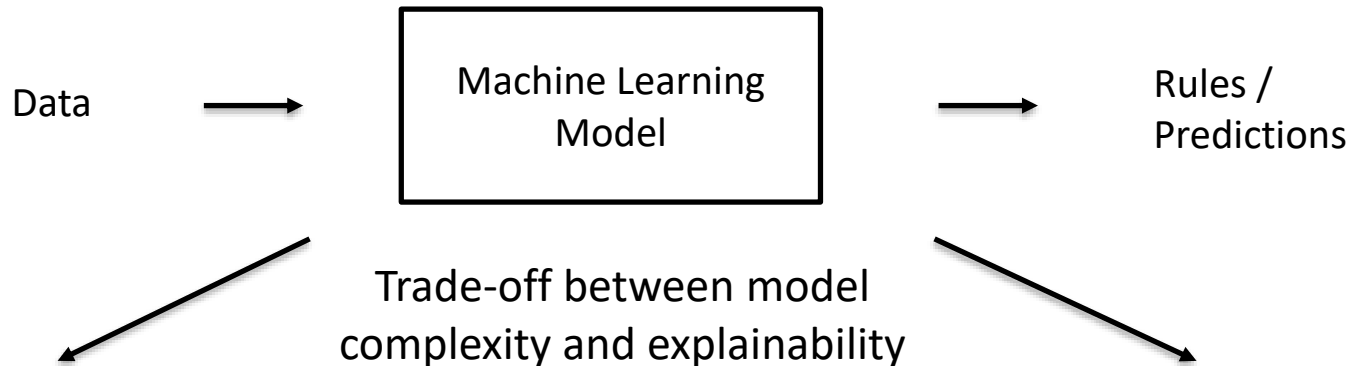 Data
Machine Learning
Model
Rules /
Predictions
Trade-off between model
complexity and explainability